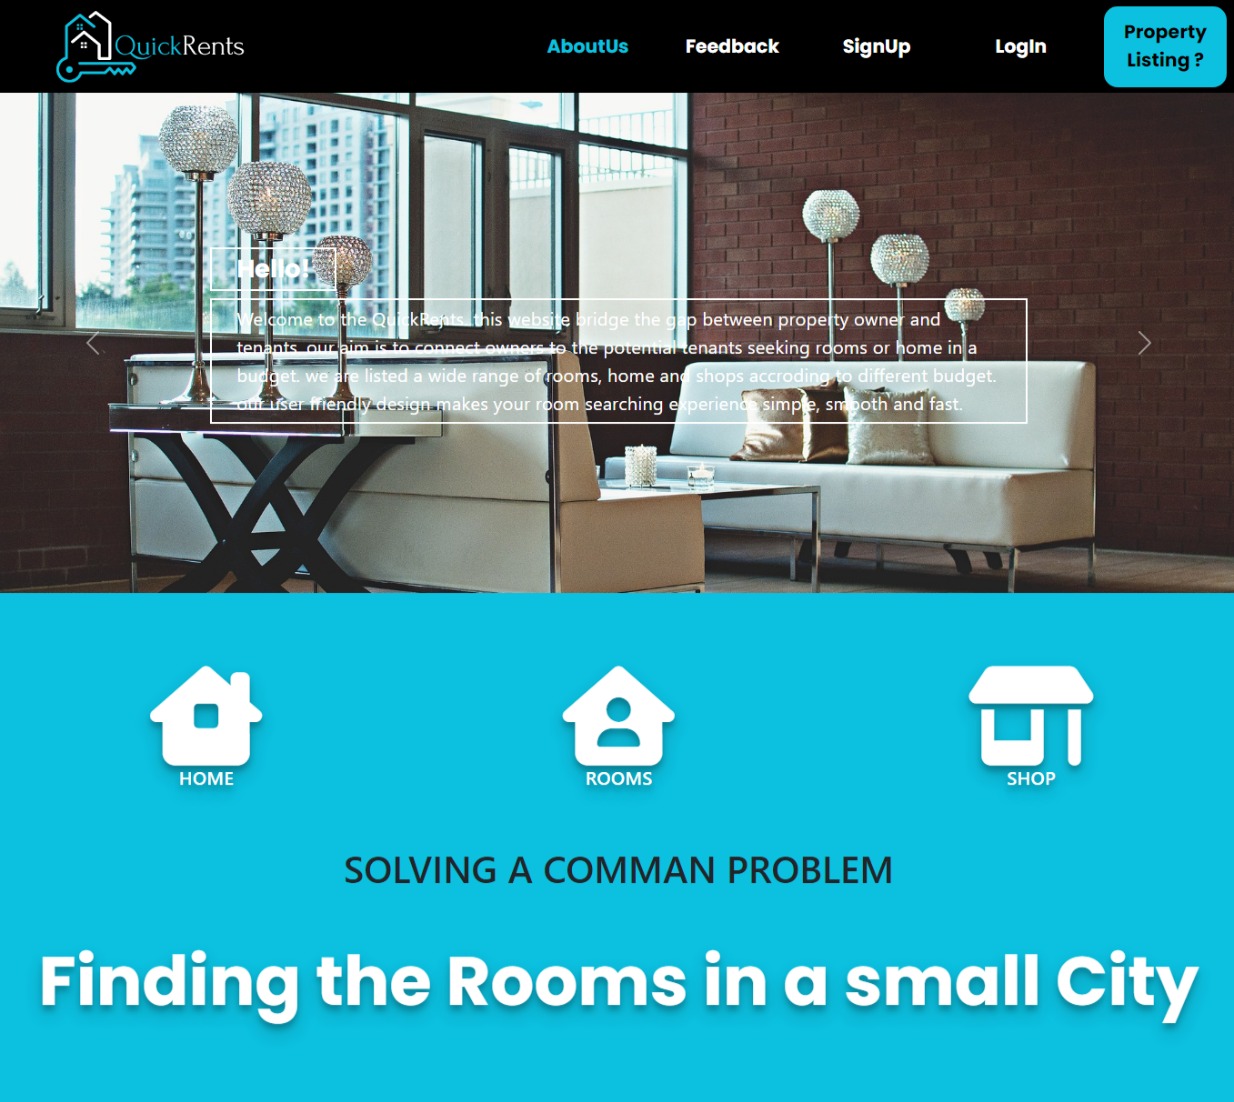 QuickRents
AboutUs
Feedback
SignUp
LogIn
Property
Listing ?
Hello!
Welcome to the QuickRents. this website bridge the gap between property owner and
tenants. our aim is to connect owners to the potential tenants seeking rooms or home in a
budget. we are listed a wide range of rooms, home and shops accroding to different budget.
our user ffriendly design makes your room searching experience simple, smooth and fast.
HOME
ROOMS
SHOP
SOLVING A COMMAN PROBLEM
Finding the Rooms in a small City